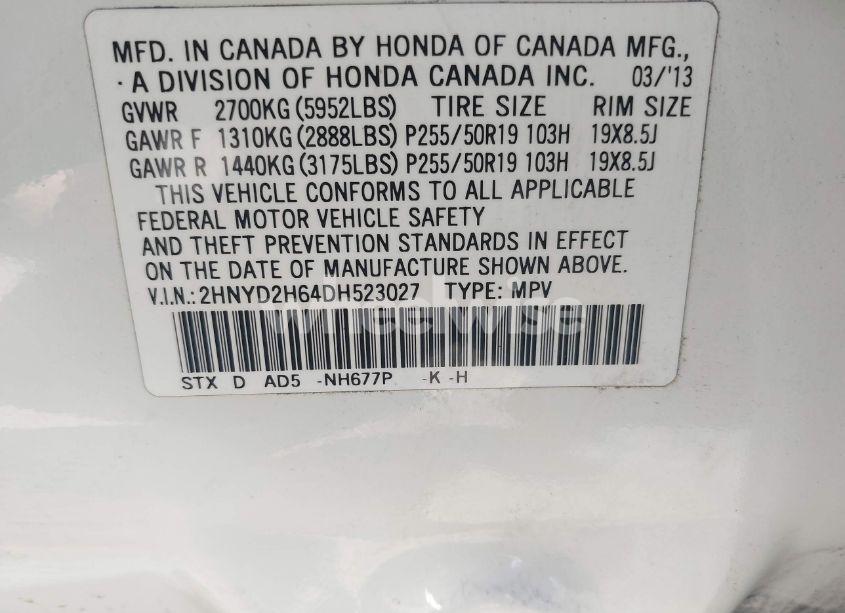 MFD. IN CANADA BY HONDA OF CANADA MFG.,
· A DIVISION OF HONDA CANADA INC. 03/'13
GVWR 2700KG (5952LBS) TIRE SIZE RIM SIZE
GAWR F 1310KG (2888LBS) P255/50R19 103H 19X8.5J
GAWR R 1440KG (3175LBS) P255/50R19 103H 19X8.5J
THIS VEHICLE CONFORMS TO ALL APPLICABLE
FEDERAL MOTOR VEHICLE SAFETY
AND THEFT PREVENTION STANDARDS IN EFFECT
ON THE DATE OF MANUFACTURE SHOWN ABOVE.
V.I.N.: 2HNYD2H64DH523027 TYPE: MPV
wheelwise
STX D AD5 -NH677P -K -H